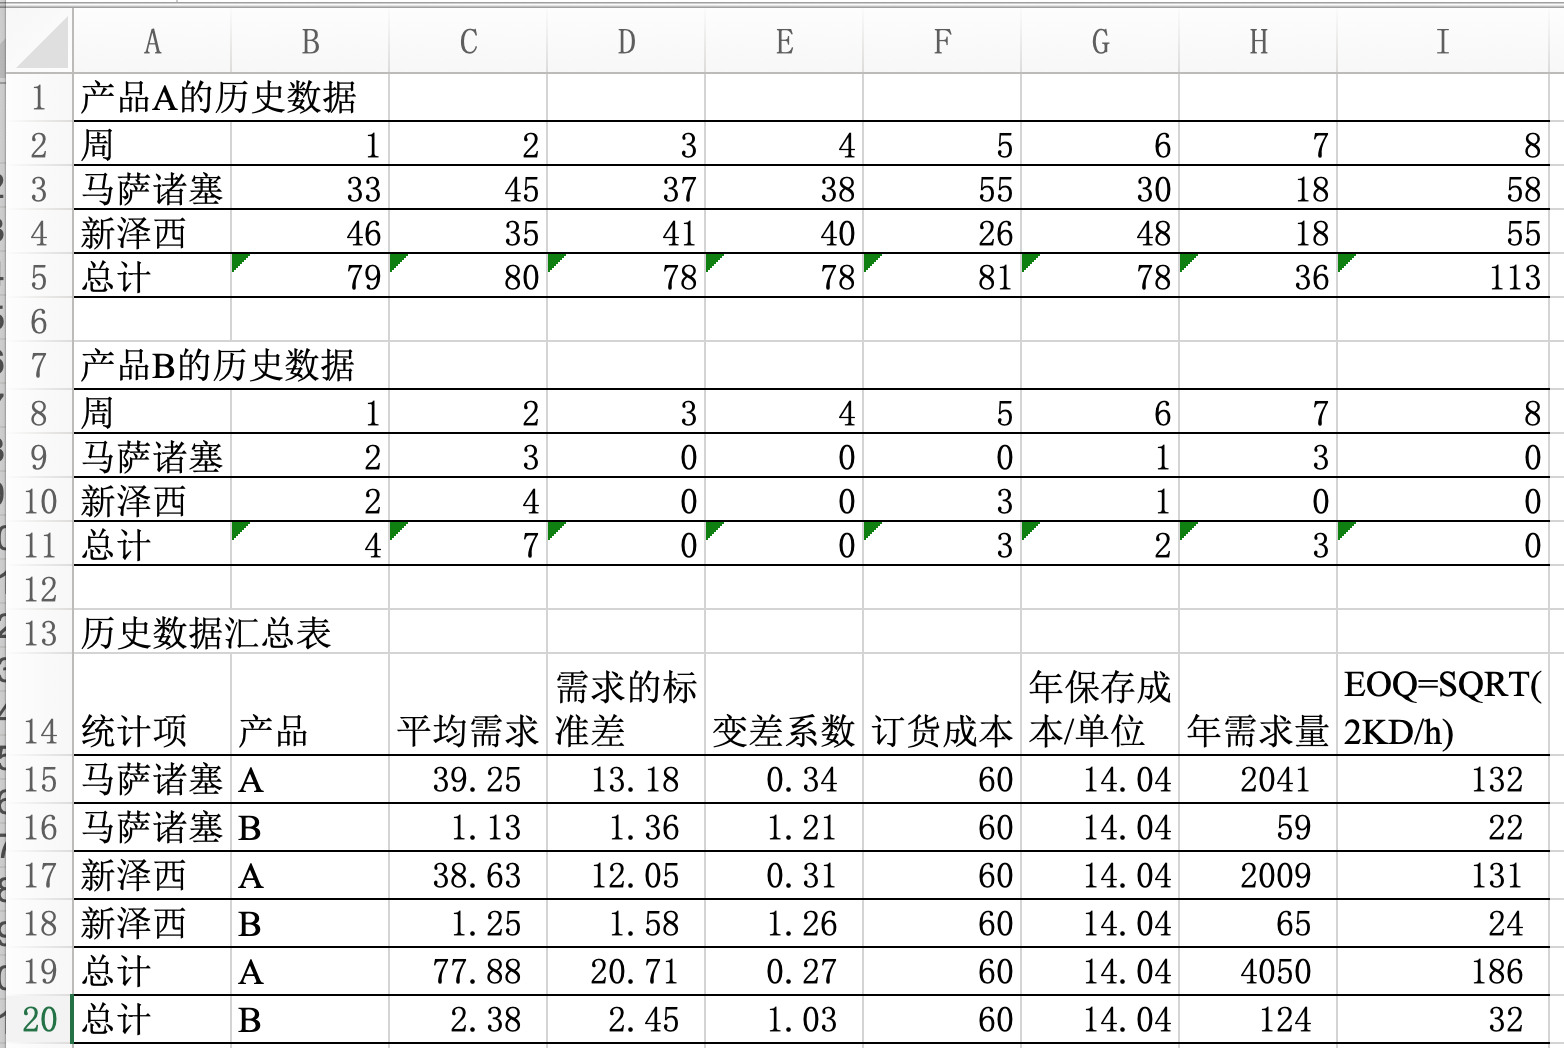 A B C D E F G H I
1 产品A的历史数据
2 周 1 2 3 4 5 6 7 8
3 马萨诸塞 33 45 37 38 55 30 18 58
4 新泽西 46 35 41 40 26 48 18 55
5 总计 79 80 78 78 81 78 36 113
6
7 产品B的历史数据
8 周 1 2 3 4 5 6 7 8
9 马萨诸塞 2 3 0 0 0 1 3 0
10 新泽西 2 4 0 0 3 1 0 0
11 总计 4 7 0 0 3 2 3 0
12
13 历史数据汇总表
需求的标 年保存成 EOQ=SQRT(
14 统计项 产品 平均需求 准差 变差系数 订货成本 本/单位 年需求量 2KD/h)
15 马萨诸塞 A 39.25 13.18 0.34 60 14.04 2041 132
16 马萨诸塞 B 1.13 1.36 1.21 60 14.04 59 22
17 新泽西 A 38.63 12.05 0.31 60 14.04 2009 131
18 新泽西 B 1.25 1.58 1.26 60 14.04 65 24
19 总计 A 77.88 20.71 0.27 60 14.04 4050 186
20 总计 B 2.38 2.45 1.03 60 14.04 124 32